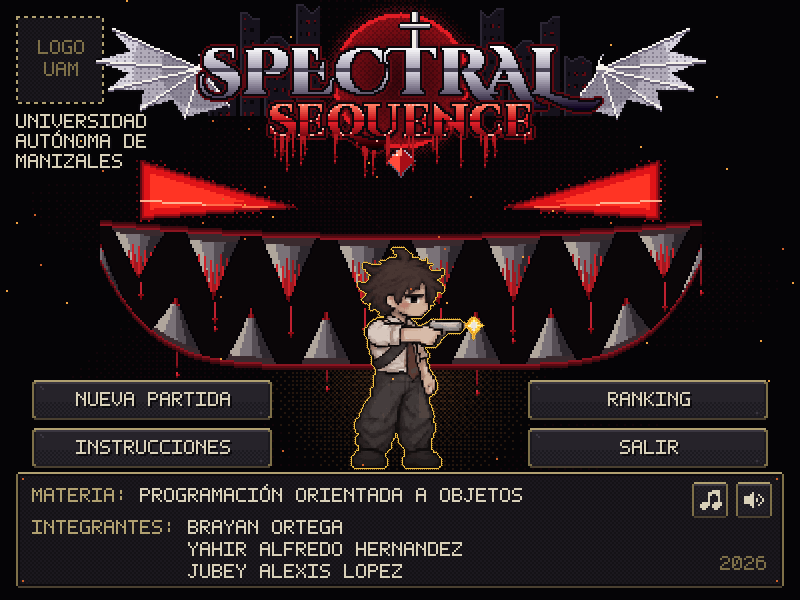 LOGO
UAM
UNIVERSIDAD
AUTÓNOMA DE
MANIZALES
SPECTRAL
SEQUENCE
NUEVA PARTIDA
RANKING
INSTRUCCIONES
SALIR
MATERIA: PROGRAMACIÓN ORIENTADA A OBJETOS
INTEGRANTES: BRAYAN ORTEGA
YAHIR ALFREDO HERNANDEZ
JUBEY ALEXIS LOPEZ
2026